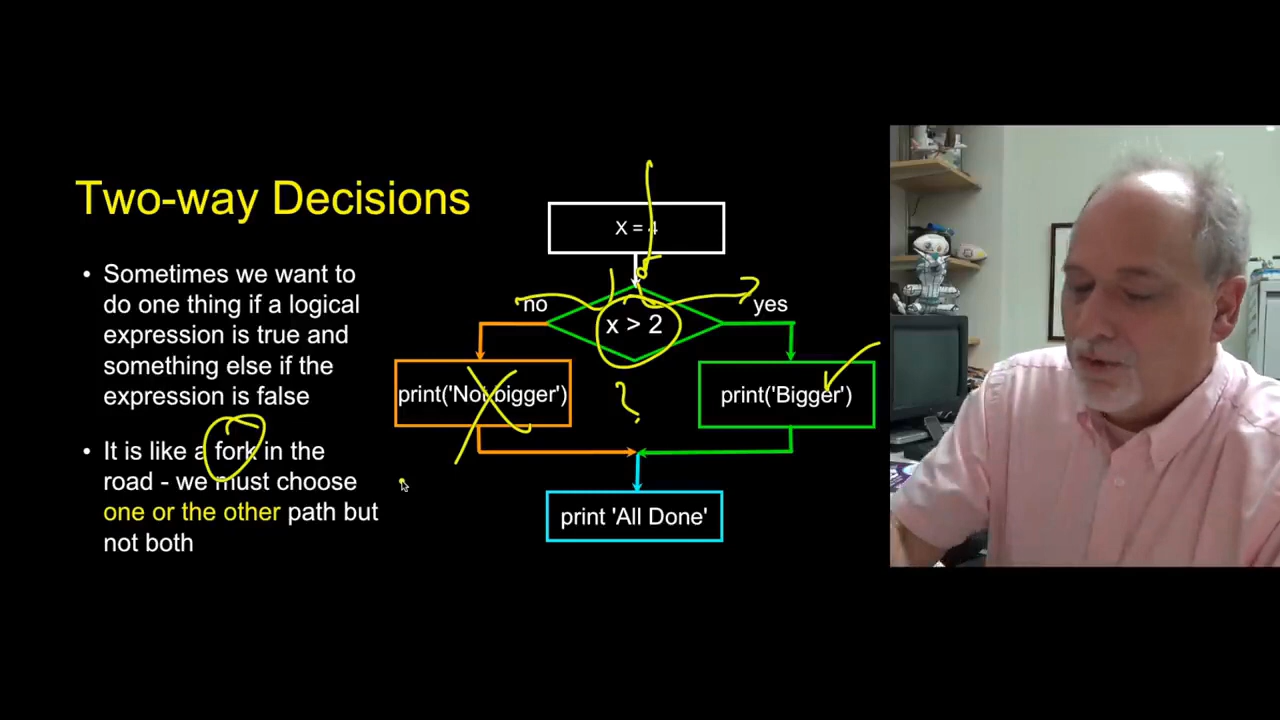 Two-way Decisions
• Sometimes we want to
do one thing if a logical
expression is true and
something else if the
expression is false
• It is like a fork in the
road - we must choose
one or the other path but
not both
X = 4
no
yes
x > 2
print('Not bigger')
print('Bigger')
?
print 'All Done'